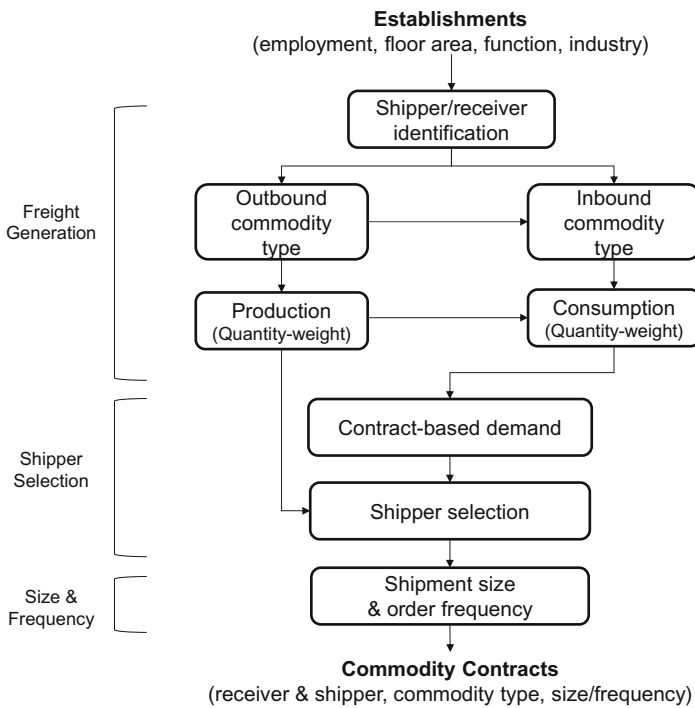 Establishments
(employment, floor area, function, industry)
Shipper/receiver
identification
Freight
Generation
Outbound
commodity
type
Inbound
commodity
type
Production
(Quantity-weight)
Consumption
(Quantity-weight)
Shipper
Selection
Contract-based demand
Shipper selection
Size &
Frequency
Shipment size
& order frequency
Commodity Contracts
(receiver & shipper, commodity type, size/frequency)